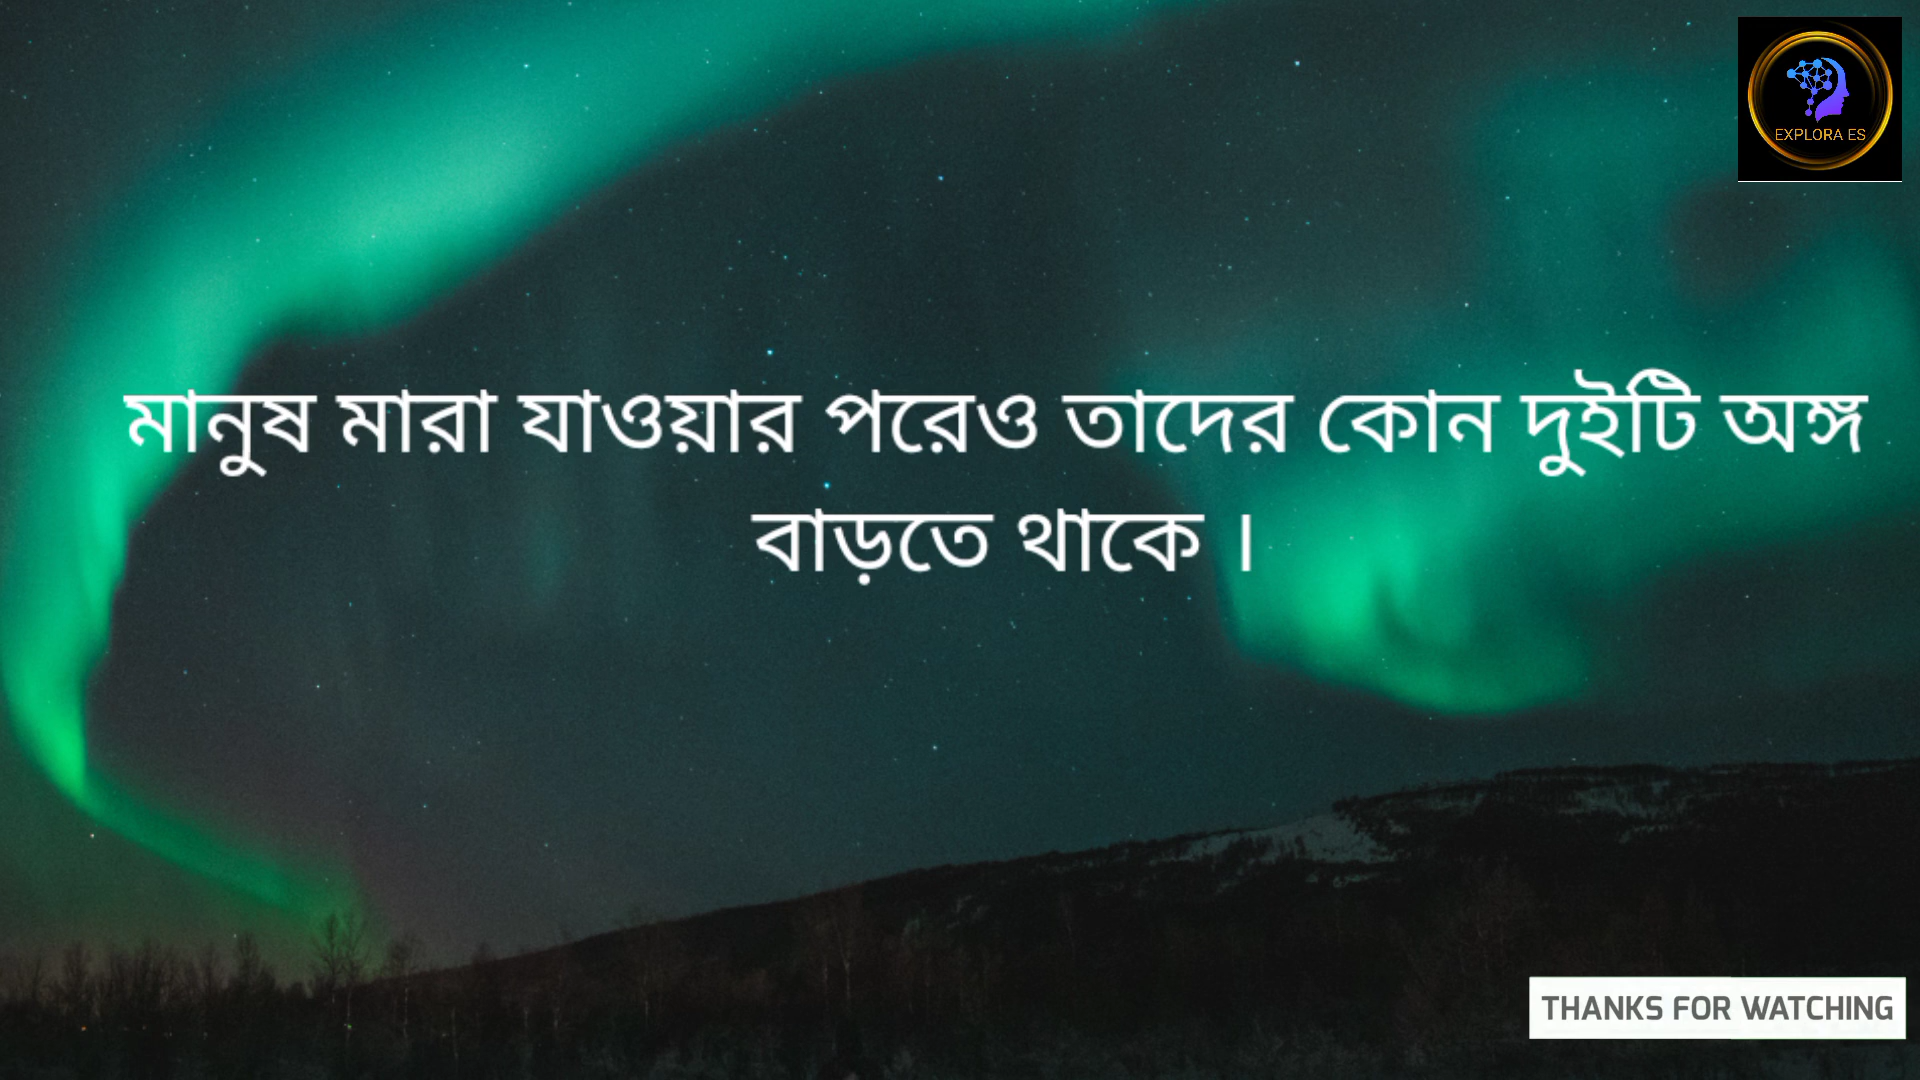 EXPLORA ES
মানুষ মারা যাওয়ার পরেও তাদের কোন দুইটি অঙ্গ
বাড়তে থাকে ।
THANKS FOR WATCHING